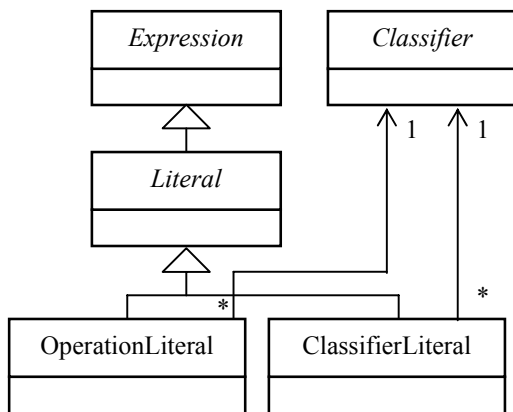 Expression
Classifier
1
1
Literal
*
*
OperationLiteral
ClassifierLiteral